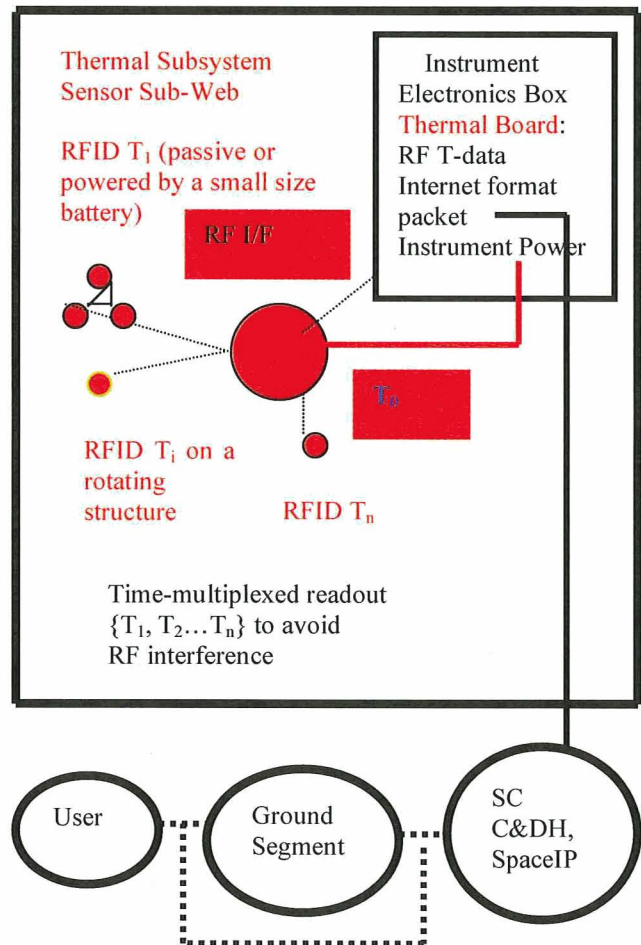 Thermal Subsystem
Sensor Sub-Web
RFID T₁ (passive or
powered by a small size
battery)
RF I/F
Instrument
Electronics Box
Thermal Board:
RF T-data
Internet format
packet
Instrument Power
T₀
RFID Tᵢ on a
rotating
structure
RFID Tₙ
Time-multiplexed readout
{T₁, T₂…Tₙ} to avoid
RF interference
User
Ground
Segment
SC
C&DH,
SpaceIP